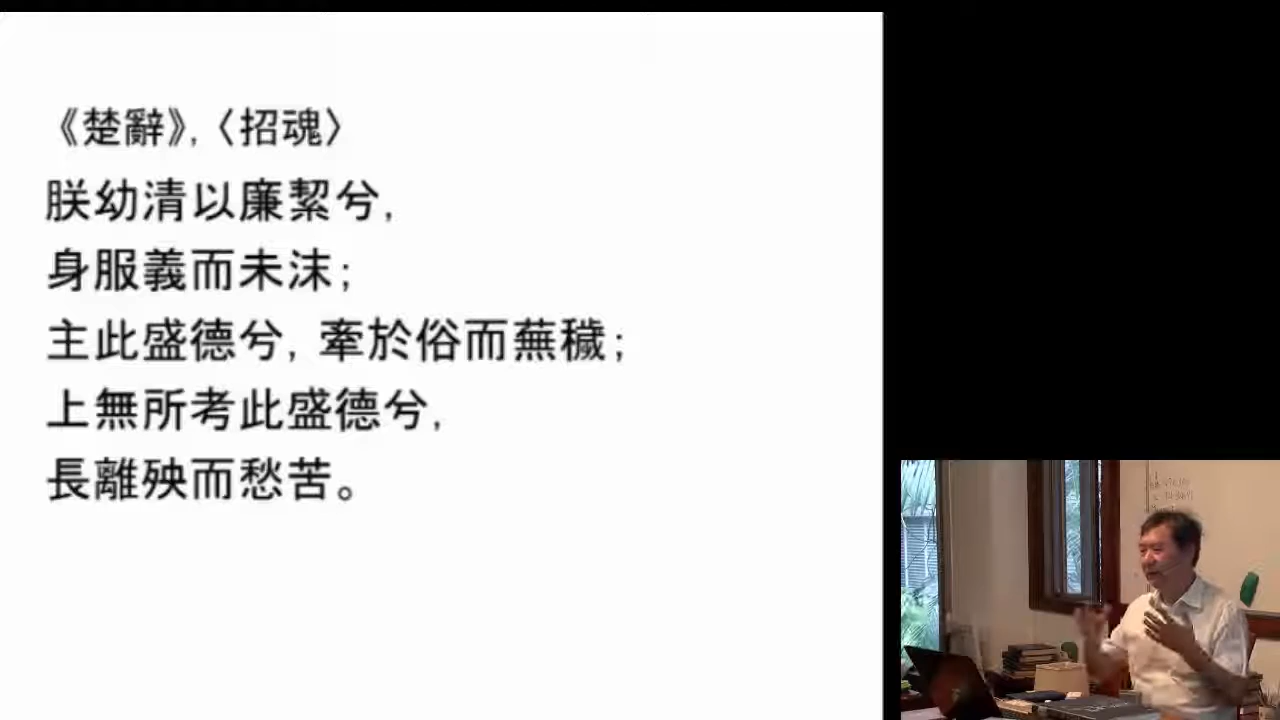 《楚辭》，〈招魂〉
朕幼清以廉絜兮，
身服義而未沫；
主此盛德兮，牽於俗而蕪穢；
上無所考此盛德兮，
長離殃而愁苦。